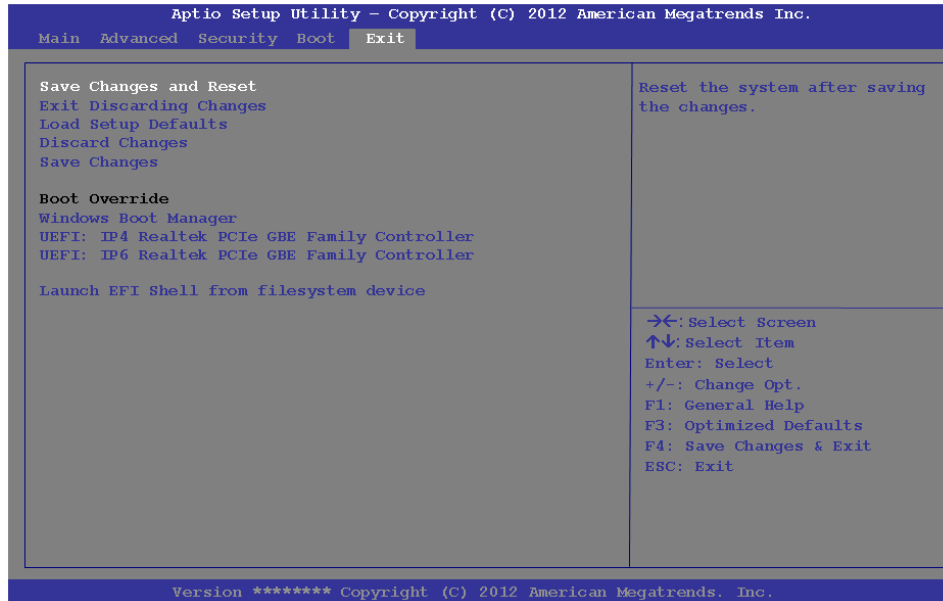 Aptio Setup Utility – Copyright (C) 2012 American Megatrends Inc.
Main Advanced Security Boot Exit
Save Changes and Reset
Exit Discarding Changes
Load Setup Defaults
Discard Changes
Save Changes
Boot Override
Windows Boot Manager
UEFI: IP4 Realtek PCIe GBE Family Controller
UEFI: IP6 Realtek PCIe GBE Family Controller
Launch EFI Shell from filesystem device
Reset the system after saving
the changes.
→←: Select Screen
↑↓: Select Item
Enter: Select
+/-: Change Opt.
F1: General Help
F3: Optimized Defaults
F4: Save Changes & Exit
ESC: Exit
Version ******** Copyright (C) 2012 American Megatrends. Inc.